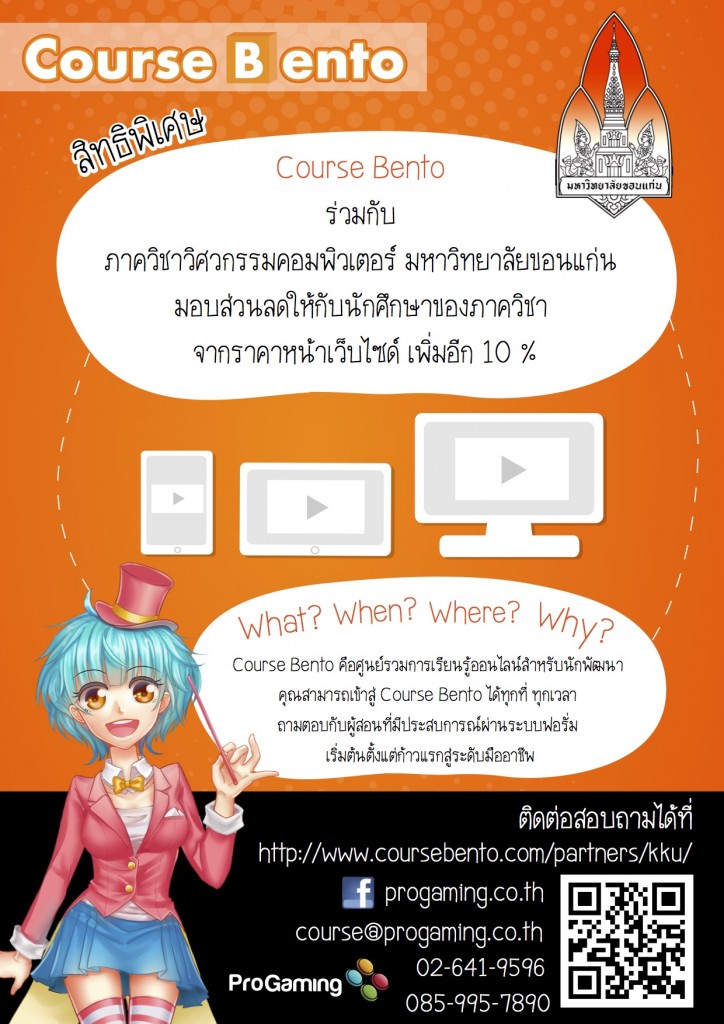 Course Bento
มหาวิทยาลัยขอนแก่น
สิทธิพิเศษ
Course Bento
ร่วมกับ
ภาควิชาวิศวกรรมคอมพิวเตอร์ มหาวิทยาลัยขอนแก่น
มอบส่วนลดให้กับนักศึกษาของภาควิชา
จากราคาหน้าเว็บไซด์ เพิ่มอีก 10 %
What? When? Where? Why?
Course Bento คือศูนย์รวมการเรียนรู้ออนไลน์สำหรับนักพัฒนา
คุณสามารถเข้าสู่ Course Bento ได้ทุกที่ ทุกเวลา
ถามตอบกับผู้สอนที่มีประสบการณ์ผ่านระบบฟอรั่ม
เริ่มต้นตั้งแต่ก้าวแรกสู่ระดับมืออาชีพ
ติดต่อสอบถามได้ที่
http://www.coursebento.com/partners/kku/
f progaming.co.th
course@progaming.co.th
ProGaming
02-641-9596
085-995-7890